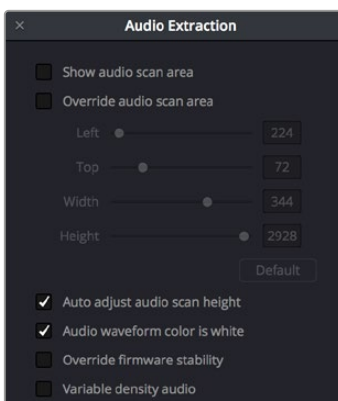 Audio Extraction
Show audio scan area
Override audio scan area
Left 224
Top 72
Width 344
Height 2928
Default
Auto adjust audio scan height
Audio waveform color is white
Override firmware stability
Variable density audio